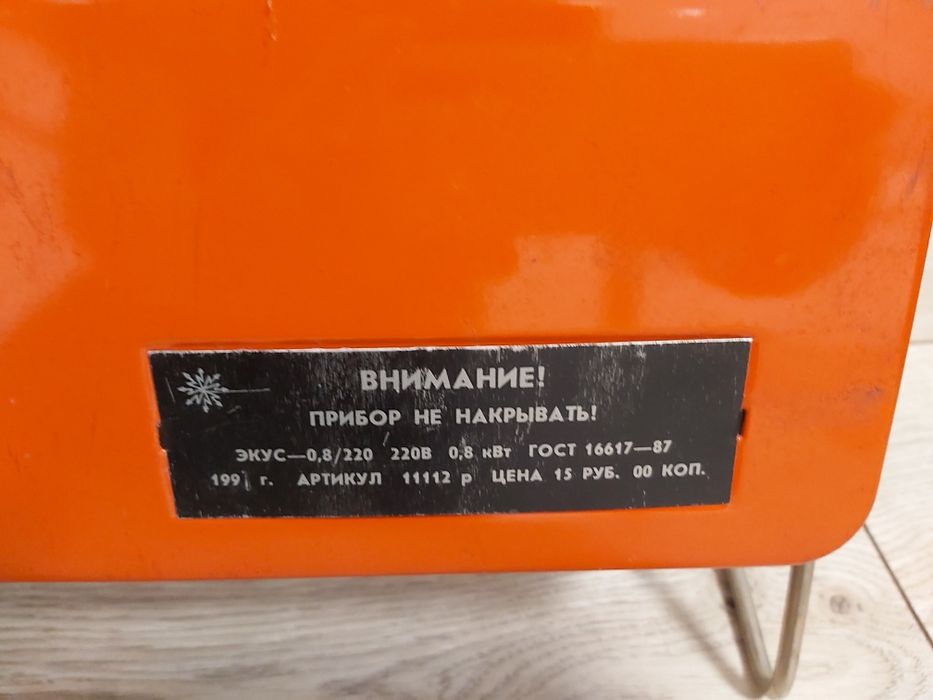 ВНИМАНИЕ!
ПРИБОР НЕ НАКРЫВАТЬ!
ЭКУС—0,8/220 220В 0,8 кВт ГОСТ 16617—87
1991 г. АРТИКУЛ 11112 р ЦЕНА 15 РУБ. 00 КОП.